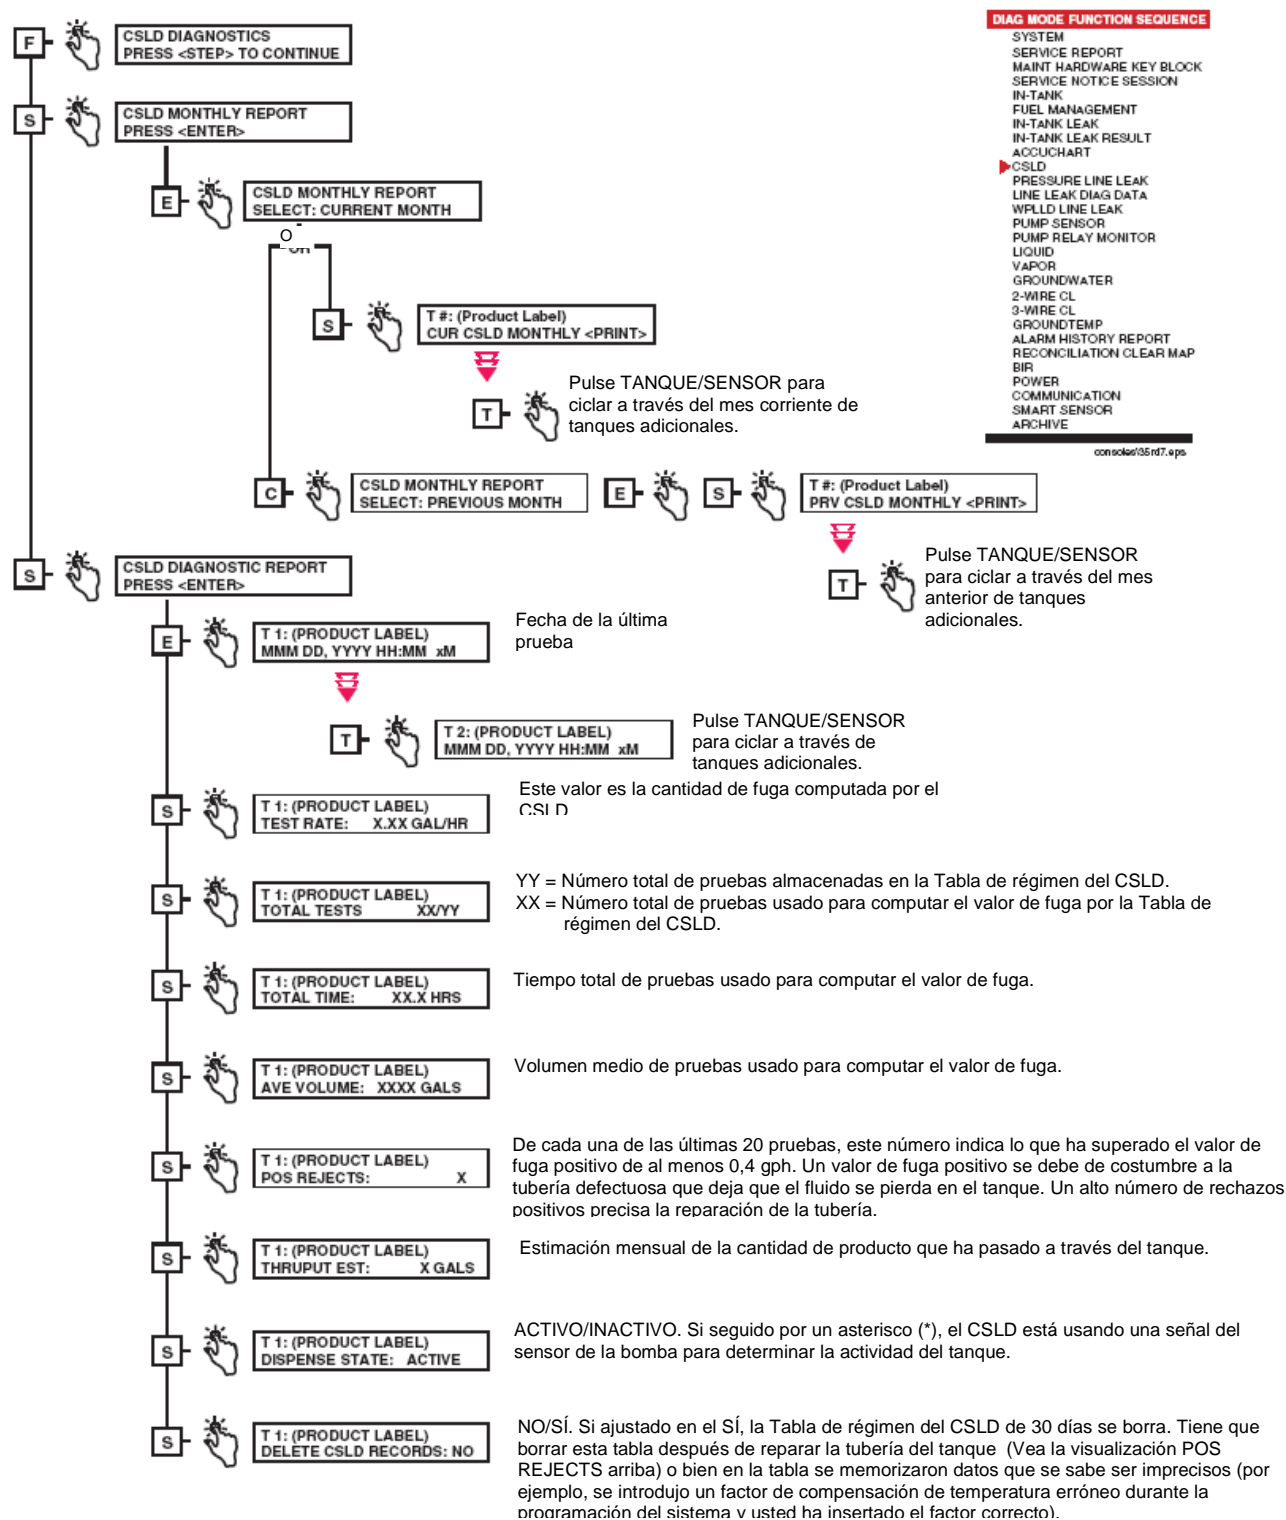 F
CSLD DIAGNOSTICS
PRESS <STEP> TO CONTINUE
S
CSLD MONTHLY REPORT
PRESS <ENTER>
E
CSLD MONTHLY REPORT
SELECT: CURRENT MONTH
O
S
T #: (Product Label)
CUR CSLD MONTHLY <PRINT>
T
Pulse TANQUE/SENSOR para
ciclar a través del mes corriente de
tanques adicionales.
C
CSLD MONTHLY REPORT
SELECT: PREVIOUS MONTH
E
S
T #: (Product Label)
PRV CSLD MONTHLY <PRINT>
T
Pulse TANQUE/SENSOR
para ciclar a través del mes
anterior de tanques
adicionales.
DIAG MODE FUNCTION SEQUENCE
SYSTEM
SERVICE REPORT
MAINT HARDWARE KEY BLOCK
SERVICE NOTICE SESSION
IN-TANK
FUEL MANAGEMENT
IN-TANK LEAK
IN-TANK LEAK RESULT
ACCUCHART
CSLD
PRESSURE LINE LEAK
LINE LEAK DIAG DATA
WPLLD LINE LEAK
PUMP SENSOR
PUMP RELAY MONITOR
LIQUID
VAPOR
GROUNDWATER
2-WIRE CL
3-WIRE CL
GROUNDTEMP
ALARM HISTORY REPORT
RECONCILIATION CLEAR MAP
BIR
POWER
COMMUNICATION
SMART SENSOR
ARCHIVE
consoles\35rd7.eps
S
CSLD DIAGNOSTIC REPORT
PRESS <ENTER>
E
T 1: (PRODUCT LABEL)
MMM DD, YYYY HH:MM xM
Fecha de la última
prueba
T
T 2: (PRODUCT LABEL)
MMM DD, YYYY HH:MM xM
Pulse TANQUE/SENSOR
para ciclar a través de
tanques adicionales.
S
T 1: (PRODUCT LABEL)
TEST RATE: X.XX GAL/HR
Este valor es la cantidad de fuga computada por el
CSLD
S
T 1: (PRODUCT LABEL)
TOTAL TESTS XX/YY
YY = Número total de pruebas almacenadas en la Tabla de régimen del CSLD.
XX = Número total de pruebas usado para computar el valor de fuga por la Tabla de
régimen del CSLD.
S
T 1: (PRODUCT LABEL)
TOTAL TIME: XX.X HRS
Tiempo total de pruebas usado para computar el valor de fuga.
S
T 1: (PRODUCT LABEL)
AVE VOLUME: XXXX GALS
Volumen medio de pruebas usado para computar el valor de fuga.
S
T 1: (PRODUCT LABEL)
POS REJECTS: X
De cada una de las últimas 20 pruebas, este número indica lo que ha superado el valor de
fuga positivo de al menos 0,4 gph. Un valor de fuga positivo se debe de costumbre a la
tubería defectuosa que deja que el fluido se pierda en el tanque. Un alto número de rechazos
positivos precisa la reparación de la tubería.
S
T 1: (PRODUCT LABEL)
THRUPUT EST: X GALS
Estimación mensual de la cantidad de producto que ha pasado a través del tanque.
S
T 1: (PRODUCT LABEL)
DISPENSE STATE: ACTIVE
ACTIVO/INACTIVO. Si seguido por un asterisco (*), el CSLD está usando una señal del
sensor de la bomba para determinar la actividad del tanque.
S
T 1: (PRODUCT LABEL)
DELETE CSLD RECORDS: NO
NO/SÍ. Si ajustado en el SÍ, la Tabla de régimen del CSLD de 30 días se borra. Tiene que
borrar esta tabla después de reparar la tubería del tanque (Vea la visualización POS
REJECTS arriba) o bien en la tabla se memorizaron datos que se sabe ser imprecisos (por
ejemplo, se introdujo un factor de compensación de temperatura erróneo durante la
programación del sistema y usted ha insertado el factor correcto).